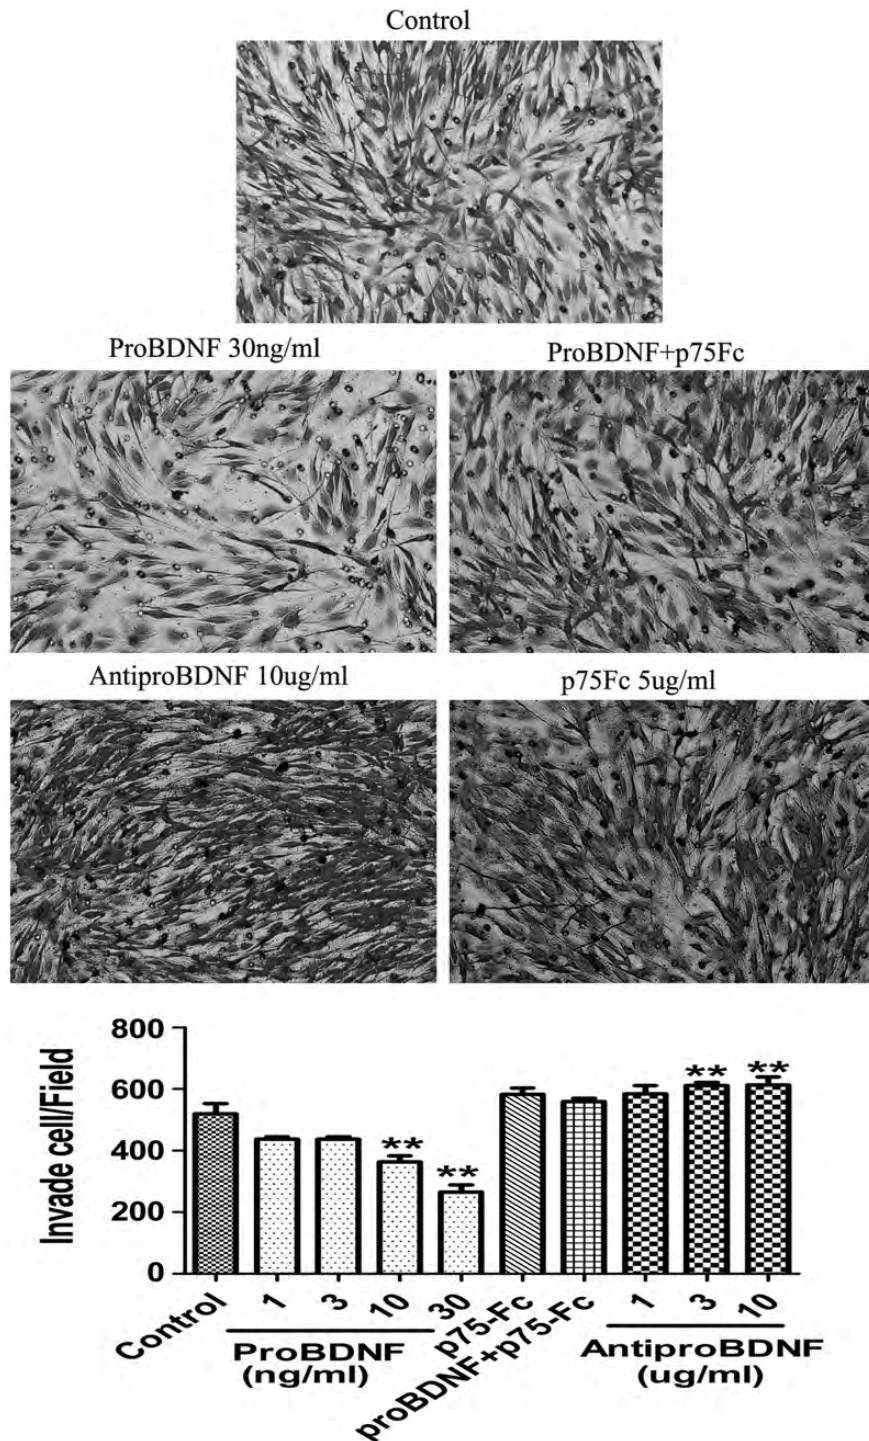 Control
ProBDNF 30ng/ml
ProBDNF+p75Fc
AntiproBDNF 10ug/ml
p75Fc 5ug/ml
Invade cell/Field
800
600
400
200
0
** ** ** **
Control 1 3 10 30 p75-Fc proBDNF+p75-Fc 1 3 10
ProBDNF
(ng/ml)
AntiproBDNF
(ug/ml)